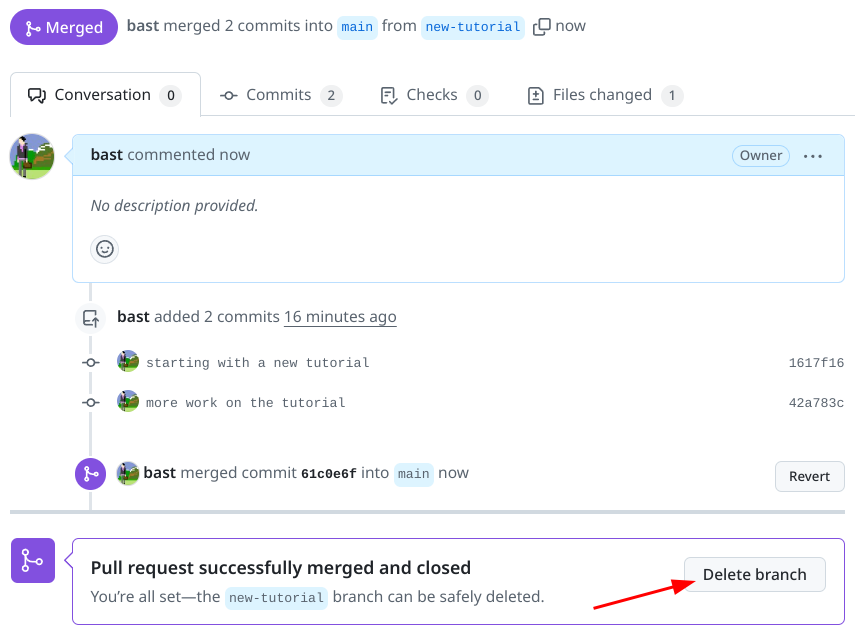 Merged bast merged 2 commits into main from new-tutorial now
Conversation 0 Commits 2 Checks 0 Files changed 1
bast commented now Owner
No description provided.
bast added 2 commits 16 minutes ago
starting with a new tutorial 1617f16
more work on the tutorial 42a783c
bast merged commit 61c0e6f into main now Revert
Pull request successfully merged and closed
Delete branch
You're all set—the new-tutorial branch can be safely deleted.